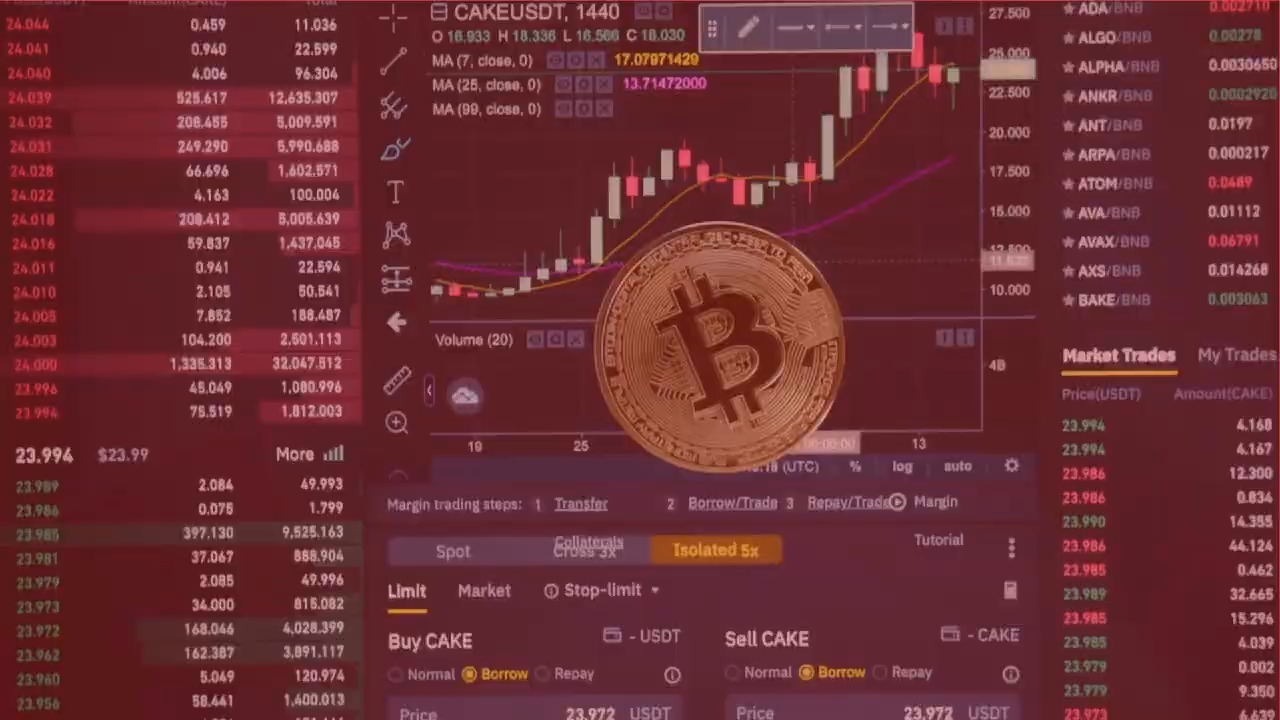 24.044 0.459 11.036
24.041 0.940 22.599
24.040 4.006 96.304
24.039 525.617 12,635.307
24.032 208.455 5,009.591
24.031 249.290 5,990.688
24.028 66.696 1,602.571
24.022 4.163 100.004
24.018 208.412 5,005.639
24.016 59.837 1,437.045
24.011 0.941 22.594
24.010 2.105 50.541
24.005 7.852 188.487
24.003 104.200 2,501.113
24.000 1,335.313 32,047.512
23.996 45.049 1,080.996
23.994 75.519 1,812.003
23.994 $23.99 More
23.989 2.084 49.993
23.986 0.075 1.799
23.985 397.130 9,525.163
23.981 37.067 888.904
23.979 2.085 49.996
23.973 34.000 815.082
23.972 168.046 4,028.399
23.962 162.387 3,891.117
23.960 5.049 120.974
23.956 58.441 1,400.013
CAKEUSDT, 1440
O 16.933 H 18.336 L 16.566 C 18.030
MA (7, close, 0) 17.07971429
MA (25, close, 0) 13.71472000
MA (99, close, 0)
27.500
25.000
22.500
20.000
17.500
15.000
12.500
10.000
Volume (20)
4B
19 25 13
(UTC) % log auto
Margin trading steps: 1 Transfer 2 Borrow/Trade 3 Repay/Trade Margin
Collaterals Tutorial
Spot Cross 3x Isolated 5x
Limit Market Stop-limit
Buy CAKE - USDT Sell CAKE - CAKE
Normal Borrow Repay Normal Borrow Repay
Price 23.972 USDT Price 23.972 USDT
ADA/BNB 0.002710
ALGO/BNB 0.00278
ALPHA/BNB 0.0003065
ANKR/BNB 0.0002920
ANT/BNB 0.0197
ARPA/BNB 0.000217
ATOM/BNB 0.0489
AVA/BNB 0.01112
AVAX/BNB 0.06791
AXS/BNB 0.014268
BAKE/BNB 0.003063
Market Trades My Trades
Price(USDT) Amount(CAKE)
23.994 4.168
23.994 4.167
23.986 12.300
23.986 0.834
23.990 14.355
23.986 44.124
23.985 0.462
23.989 32.665
23.985 15.296
23.985 4.039
23.979 0.002
23.979 9.350
23.973